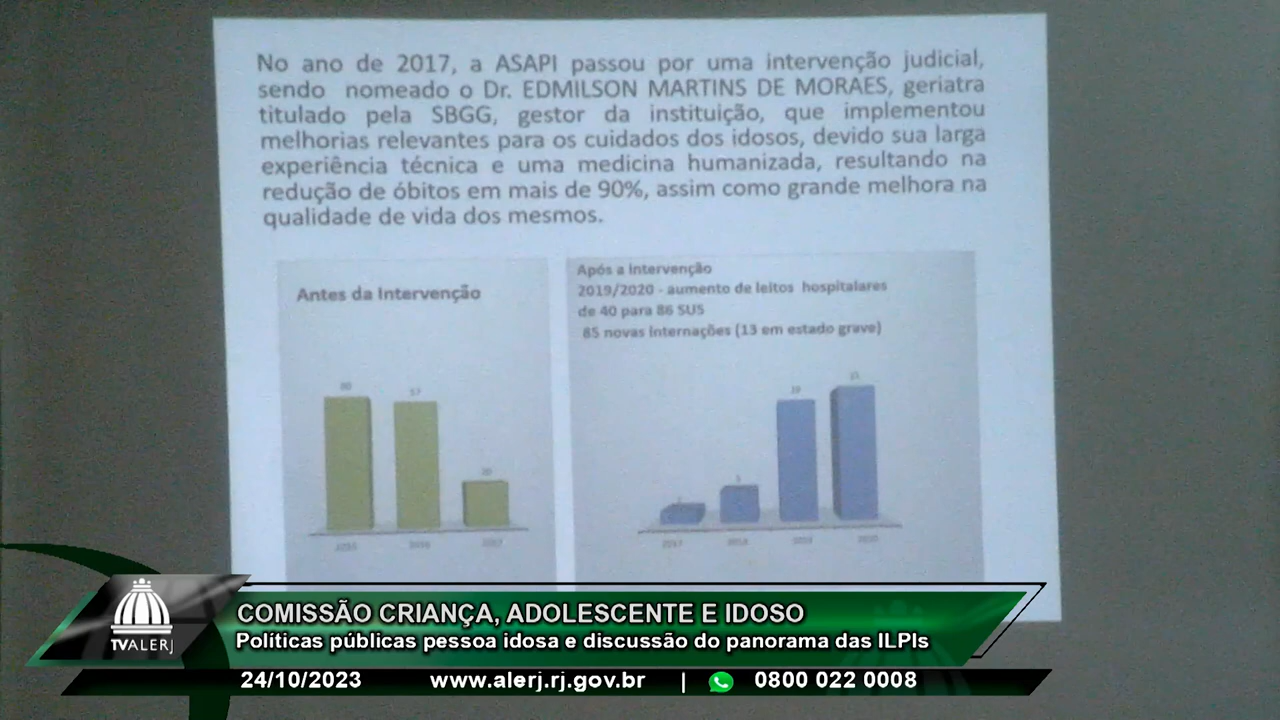 No ano de 2017, a ASAPI passou por uma intervenção judicial,
sendo nomeado o Dr. EDMILSON MARTINS DE MORAES, geriatra
titulado pela SBGG, gestor da instituição, que implementou
melhorias relevantes para os cuidados dos idosos, devido sua larga
experiência técnica e uma medicina humanizada, resultando na
redução de óbitos em mais de 90%, assim como grande melhora na
qualidade de vida dos mesmos.
Antes da Intervenção
Após a Intervenção
2019/2020 - aumento de leitos hospitalares
de 40 para 86 SUS
85 novas internações (13 em estado grave)
2017 2018 2019 2020
COMISSÃO CRIANÇA, ADOLESCENTE E IDOSO
Políticas públicas pessoa idosa e discussão do panorama das ILPIs
TVALERJ
24/10/2023 www.alerj.rj.gov.br | 0800 022 0008